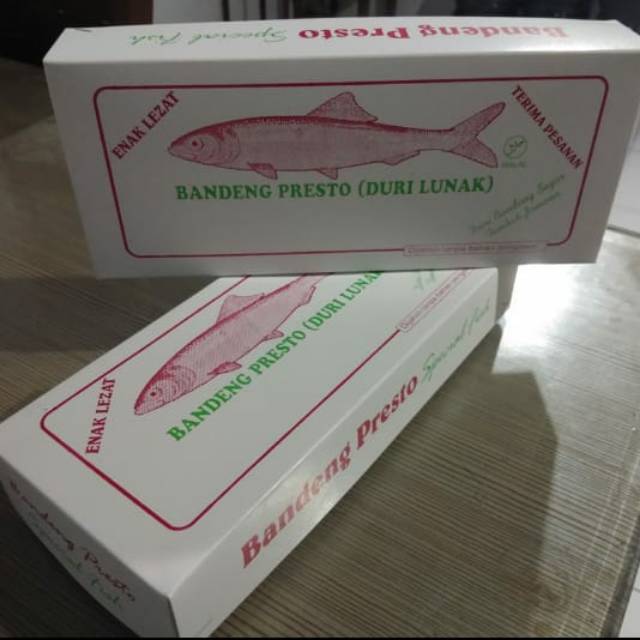 Bandeng Presto Special Fish
ENAK LEZAT
TERIMA PESANAN
BANDENG PRESTO (DURI LUNAK)
ENAK LEZAT
BANDENG PRESTO (DURI LUNAK
Bandeng Presto Special Fish
Bandeng Presto
Special Fish